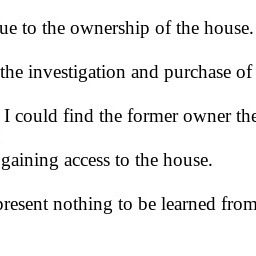 ue to the ownership of the house.
the investigation and purchase of
I could find the former owner the
gaining access to the house.
present nothing to be learned from